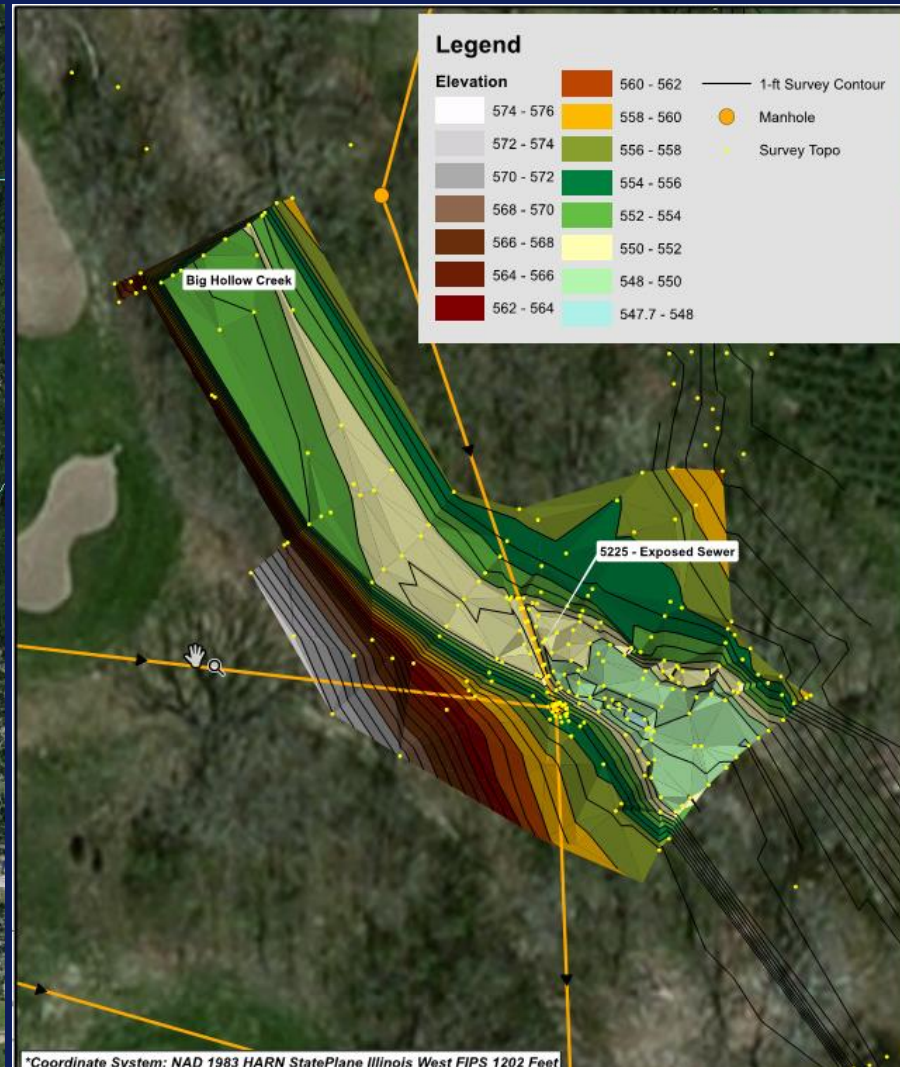 Legend
Elevation
574 - 576
572 - 574
570 - 572
568 - 570
566 - 568
564 - 566
562 - 564
560 - 562
558 - 560
556 - 558
554 - 556
552 - 554
550 - 552
548 - 550
547.7 - 548
1-ft Survey Contour
Manhole
Survey Topo
Big Hollow Creek
5225 - Exposed Sewer
*Coordinate System: NAD 1983 HARN StatePlane Illinois West FIPS 1202 Feet